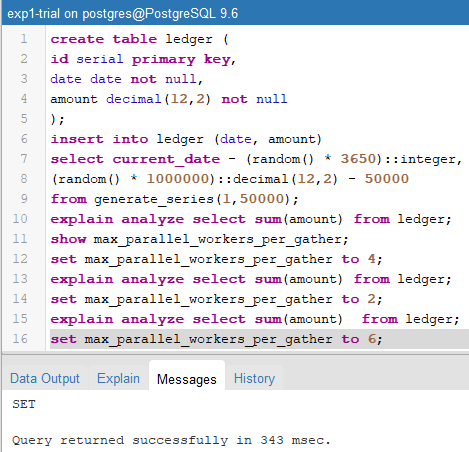 exp1-trial on postgres@PostgreSQL 9.6
1 create table ledger (
2 id serial primary key,
3 date date not null,
4 amount decimal(12,2) not null
5 );
6 insert into ledger (date, amount)
7 select current_date - (random() * 3650)::integer,
8 (random() * 1000000)::decimal(12,2) - 50000
9 from generate_series(1,50000);
10 explain analyze select sum(amount) from ledger;
11 show max_parallel_workers_per_gather;
12 set max_parallel_workers_per_gather to 4;
13 explain analyze select sum(amount) from ledger;
14 set max_parallel_workers_per_gather to 2;
15 explain analyze select sum(amount)  from ledger;
16 set max_parallel_workers_per_gather to 6;
Data Output Explain Messages History
SET
Query returned successfully in 343 msec.